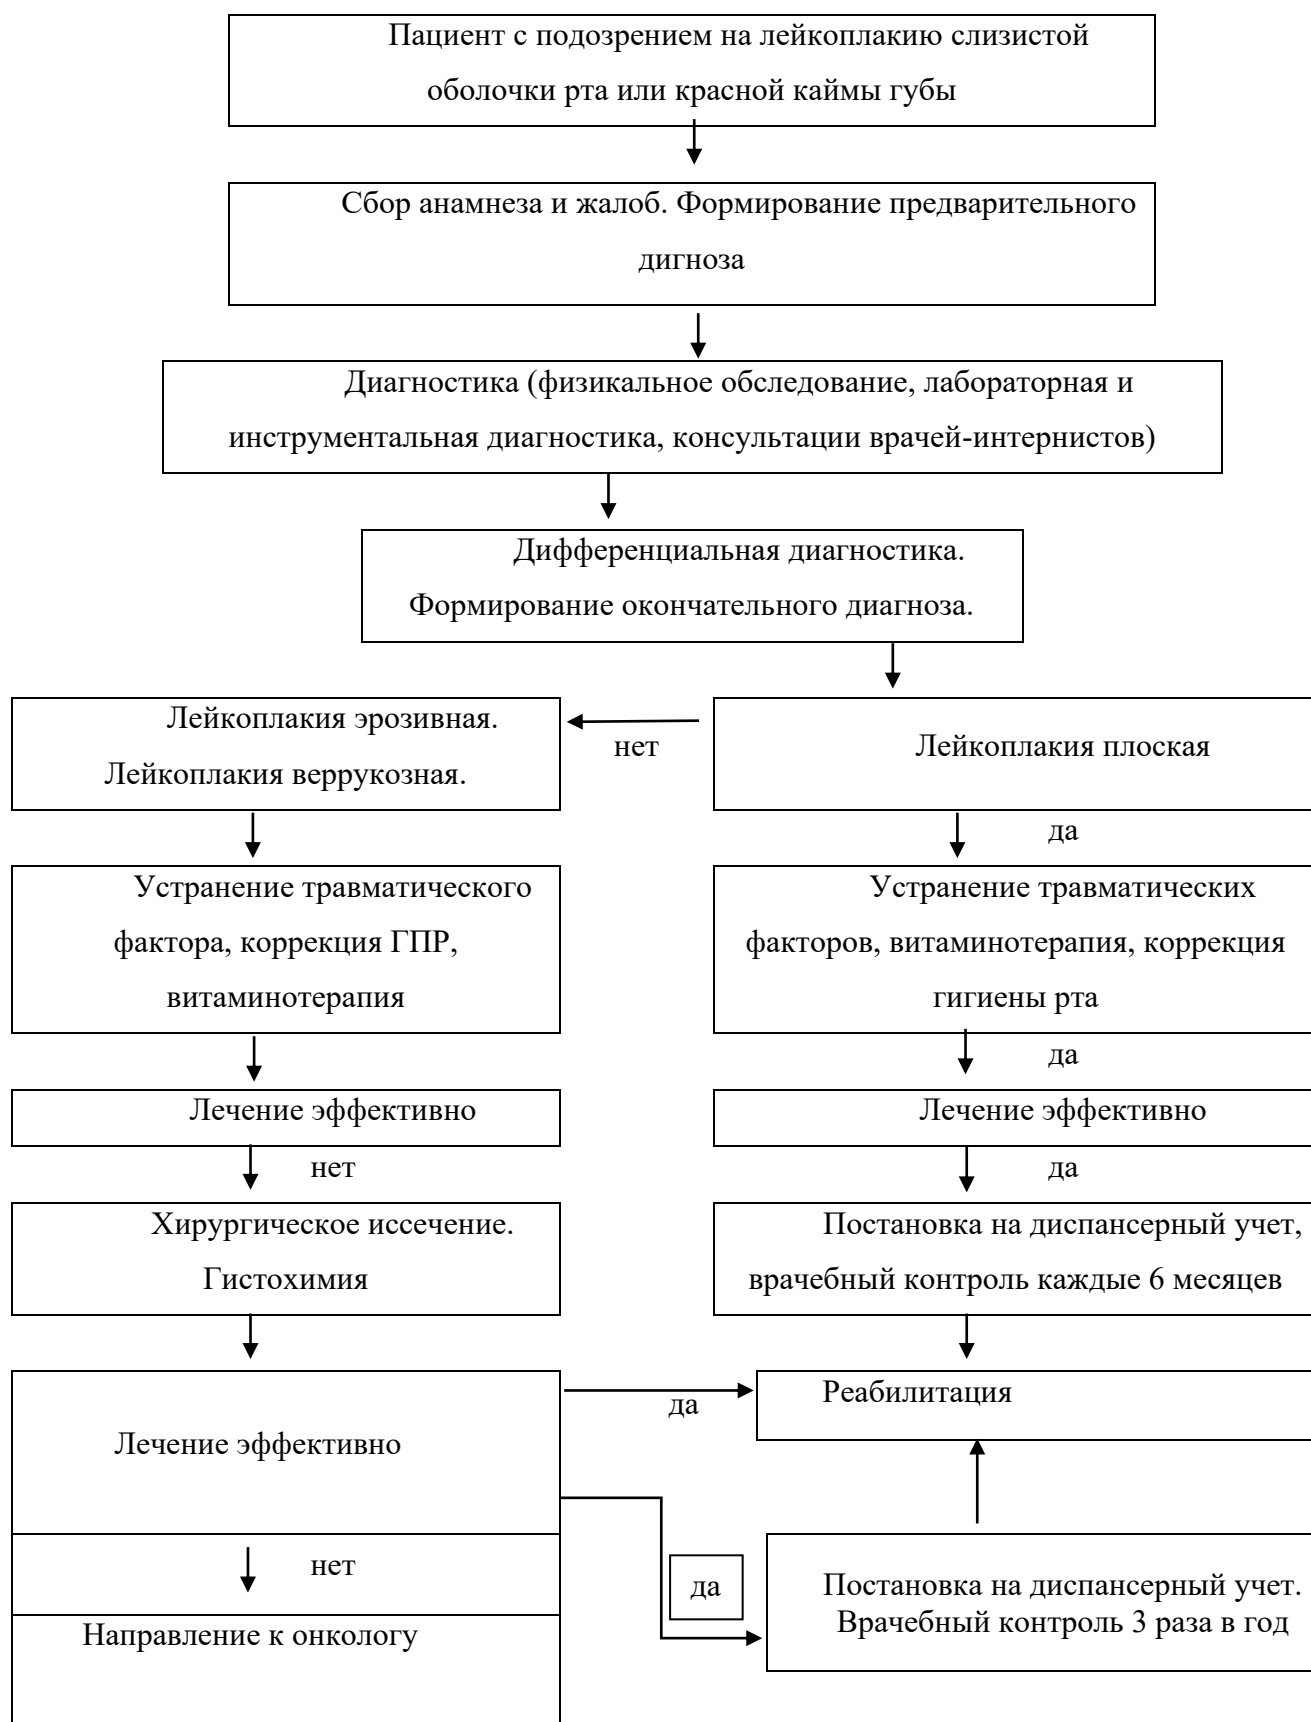 Пациент с подозрением на лейкоплакию слизистой
оболочки рта или красной каймы губы
Сбор анамнеза и жалоб. Формирование предварительного
дигноза
Диагностика (физикальное обследование, лабораторная и
инструментальная диагностика, консультации врачей-интернистов)
Дифференциальная диагностика.
Формирование окончательного диагноза.
Лейкоплакия эрозивная.
Лейкоплакия веррукозная.
нет
Лейкоплакия плоская
да
Устранение травматического
фактора, коррекция ГПР,
витаминотерапия
Устранение травматических
факторов, витаминотерапия, коррекция
гигиены рта
да
Лечение эффективно
Лечение эффективно
нет
да
Хирургическое иссечение.
Гистохимия
Постановка на диспансерный учет,
врачебный контроль каждые 6 месяцев
Лечение эффективно
да
Реабилитация
нет
да
Постановка на диспансерный учет.
Врачебный контроль 3 раза в год
Направление к онкологу